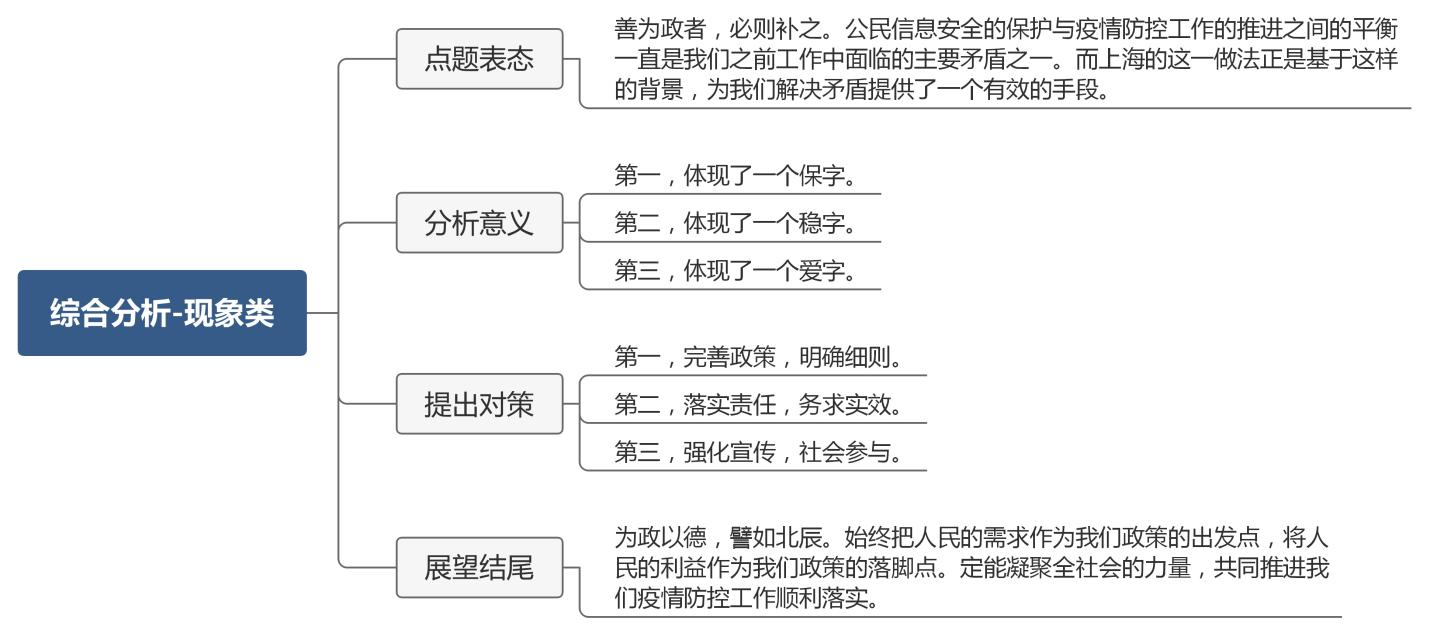 点题表态
善为政者，必则补之。公民信息安全的保护与疫情防控工作的推进之间的平衡
一直是我们之前工作中面临的主要矛盾之一。而上海的这一做法正是基于这样
的背景，为我们解决矛盾提供了一个有效的手段。
分析意义
第一，体现了一个保字。
第二，体现了一个稳字。
第三，体现了一个爱字。
综合分析-现象类
提出对策
第一，完善政策，明确细则。
第二，落实责任，务求实效。
第三，强化宣传，社会参与。
展望结尾
为政以德，譬如北辰。始终把人民的需求作为我们政策的出发点，将人
民的利益作为我们政策的落脚点。定能凝聚全社会的力量，共同推进我
们疫情防控工作顺利落实。